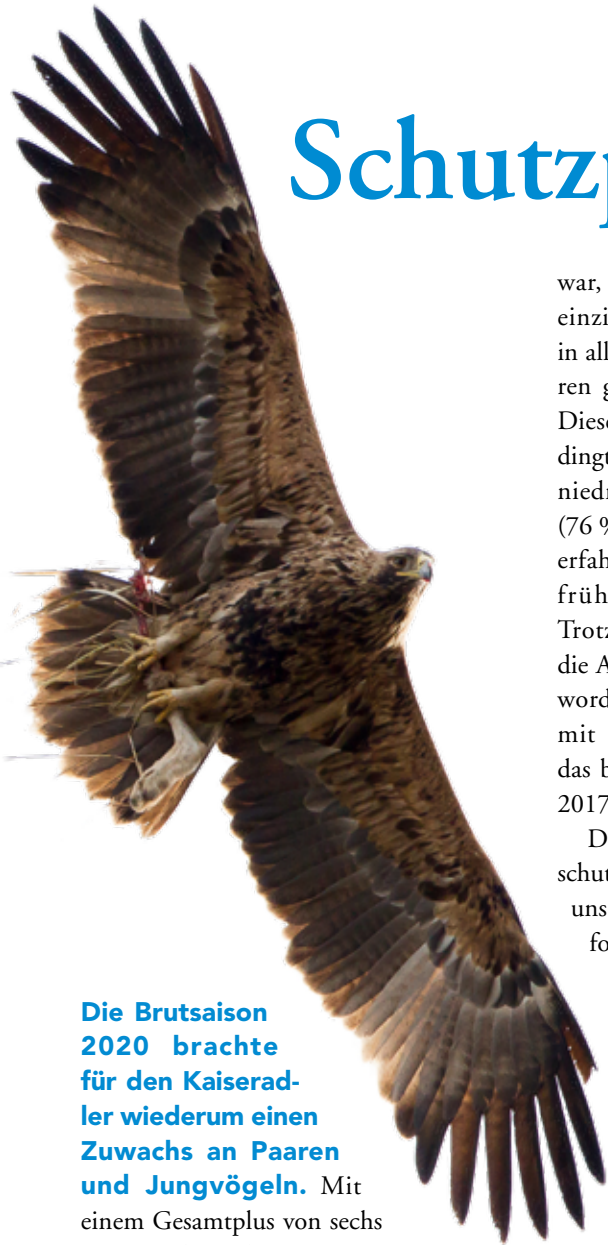 Schutzp
Die Brutsaison
2020 brachte
für den Kaiserad-
ler wiederum einen
Zuwachs an Paaren
und Jungvögeln. Mit
einem Gesamtplus von sechs
war,
einzi
in all
ren g
Diese
dingt
niedr
(76 %
erfah
früh
Trotz
die A
word
mit
das b
2017
D
schut
uns
fo